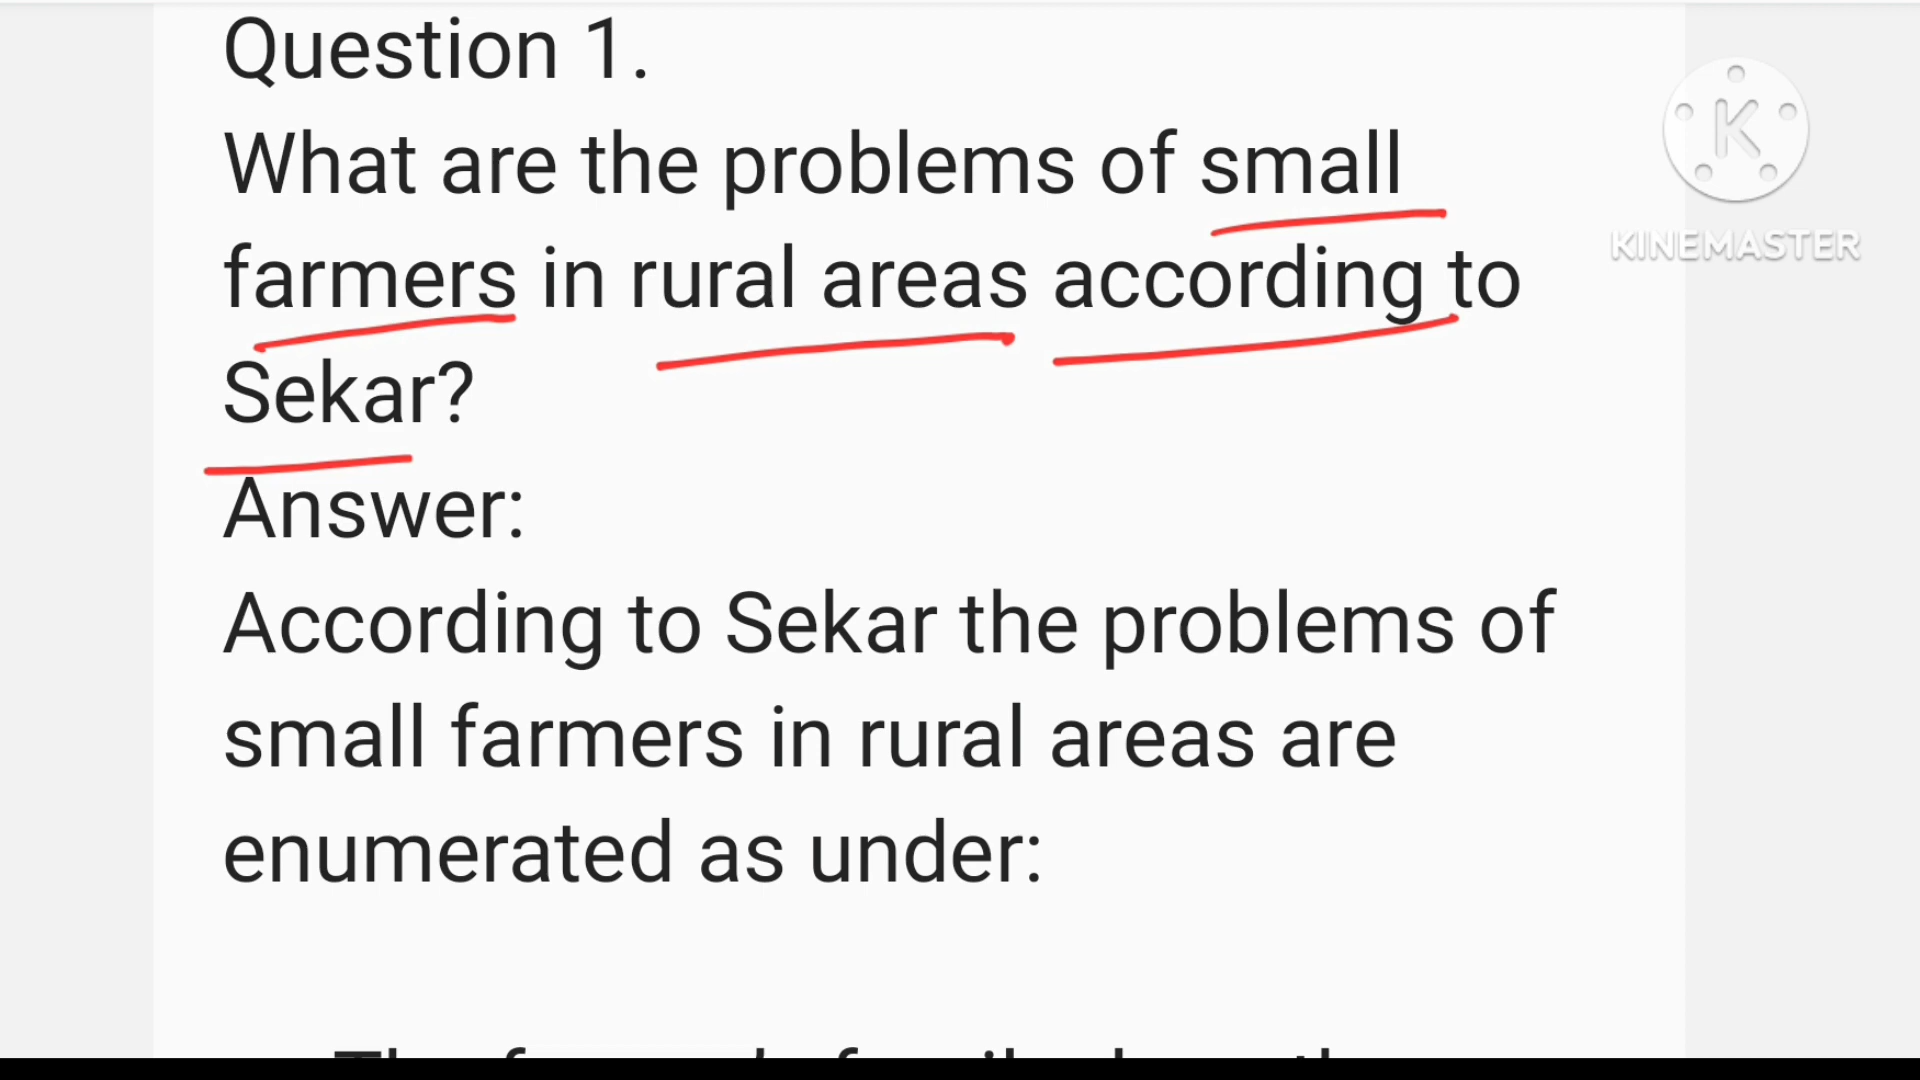 Question 1.
What are the problems of small
farmers in rural areas according to
Sekar?
Answer:
According to Sekar the problems of
small farmers in rural areas are
enumerated as under:
K
KINEMASTER